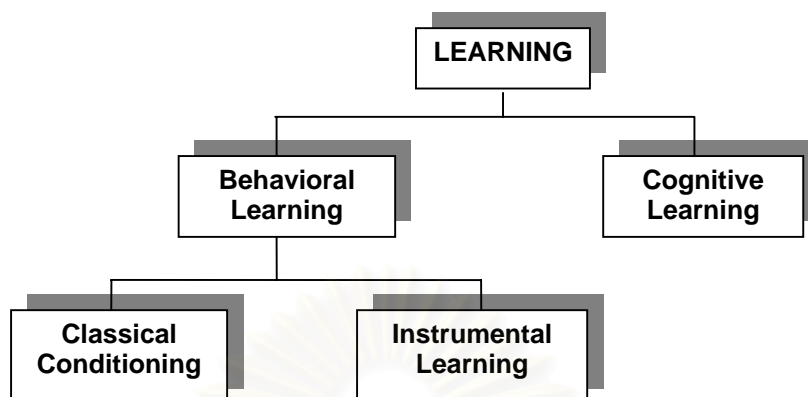 LEARNING
Behavioral
Learning
Cognitive
Learning
Classical
Conditioning
Instrumental
Learning